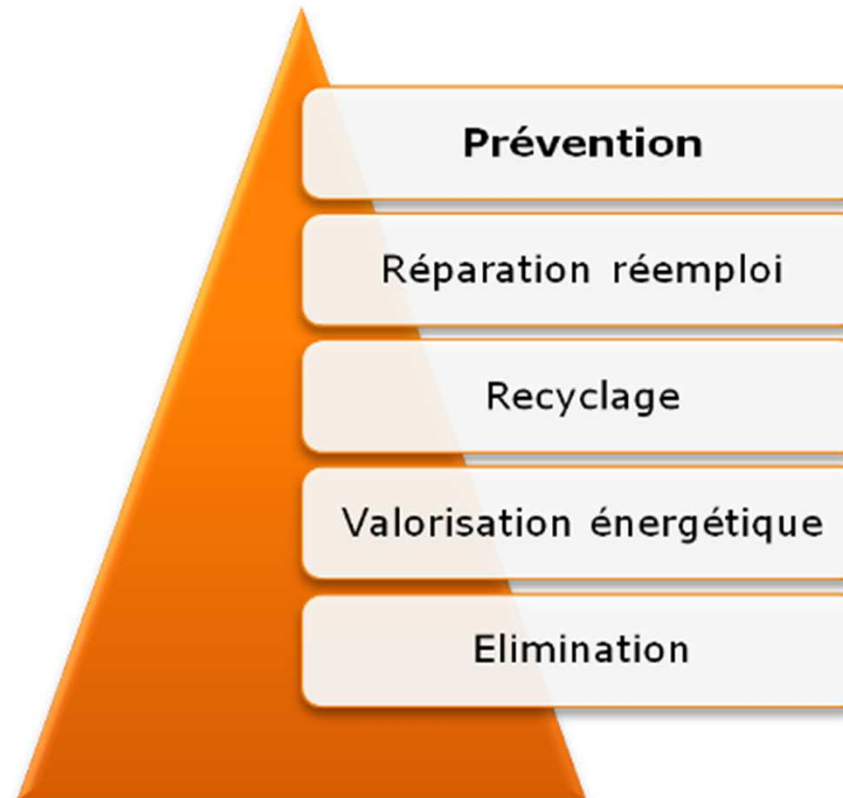 Prévention
Réparation réemploi
Recyclage
Valorisation énergétique
Elimination